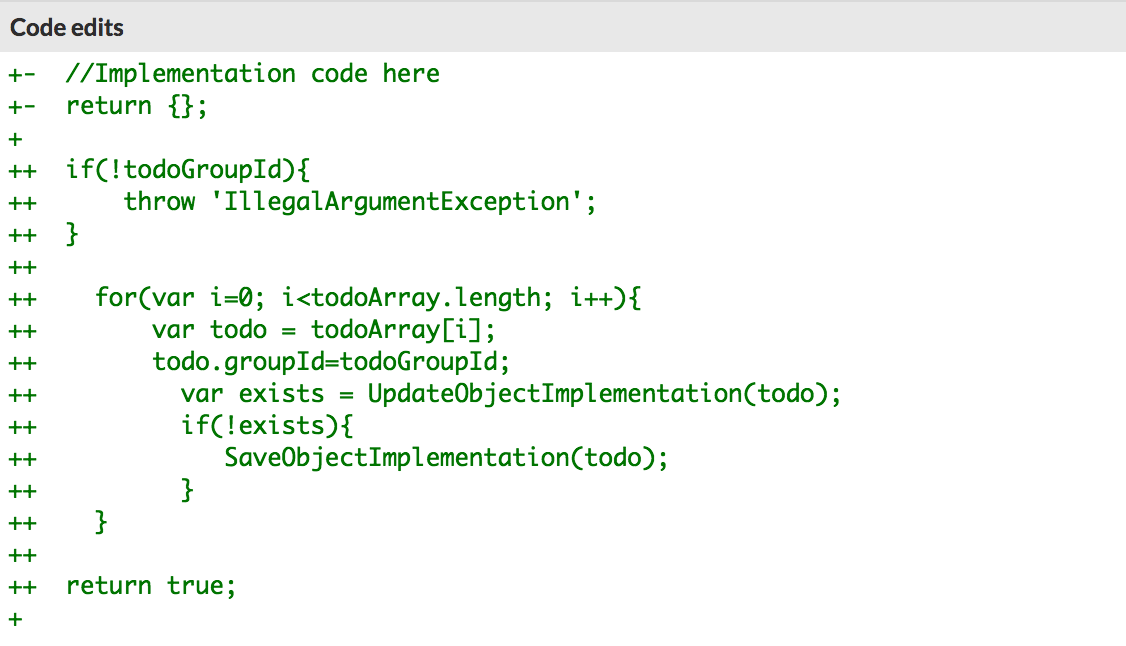 Code edits
+-  //Implementation code here
+-  return {};
+
++  if(!todoGroupId){
++      throw 'IllegalArgumentException';
++  }
++
++    for(var i=0; i<todoArray.length; i++){
++        var todo = todoArray[i];
++        todo.groupId=todoGroupId;
++          var exists = UpdateObjectImplementation(todo);
++          if(!exists){
++             SaveObjectImplementation(todo);
++          }
++    }
++
++  return true;
+